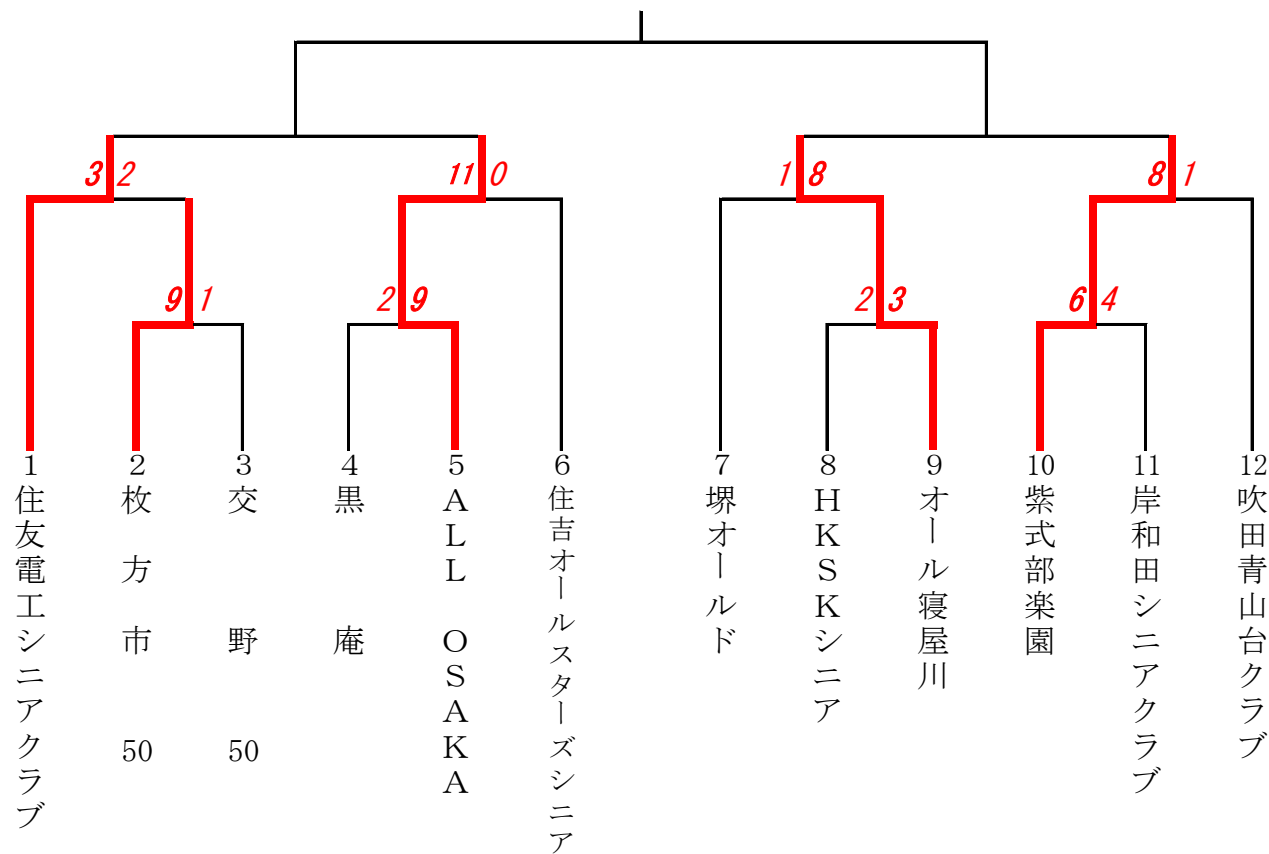 3 2
11 0
1 8
8 1
9 1
2 9
2 3
6 4
1 住友電工シニアクラブ
2 枚方市50
3 交野50
4 黒庵
5 ALL OSAKA
6 住吉オールスターズシニア
7 堺オールド
8 HKSKシニア
9 オール寝屋川
10 紫式部楽園
11 岸和田シニアクラブ
12 吹田青山台クラブ